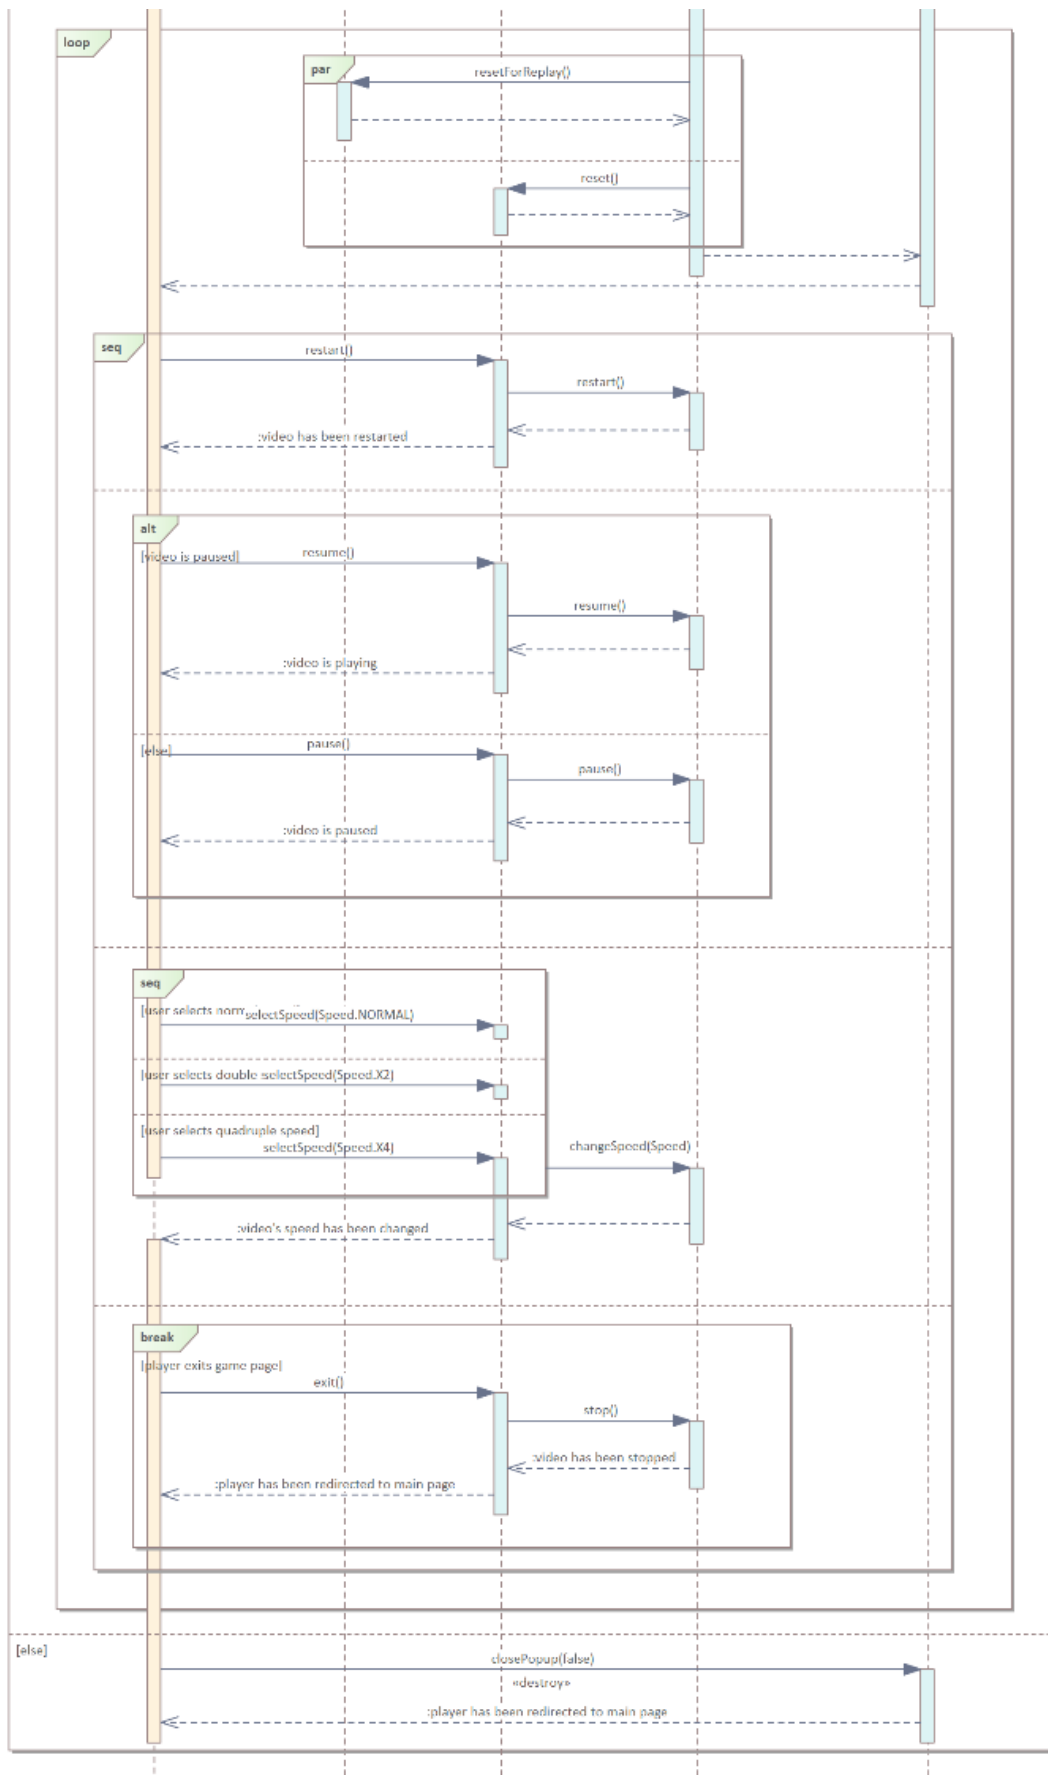 loop
par
resetForReplay()
reset()
seq
restart()
restart()
:video has been restarted
alt
[video is paused]
resume()
resume()
:video is playing
[else]
pause()
pause()
:video is paused
seq
[user selects
selectSpeed(Speed.NORMAL)
[user selects double
selectSpeed(Speed.X2)
[user selects quadruple speed]
selectSpeed(Speed.X4)
changeSpeed(Speed)
:video's speed has been changed
break
[player exits game page]
exit()
stop()
:video has been stopped
:player has been redirected to main page
[else]
closePopup(false)
«destroy»
:player has been redirected to main page